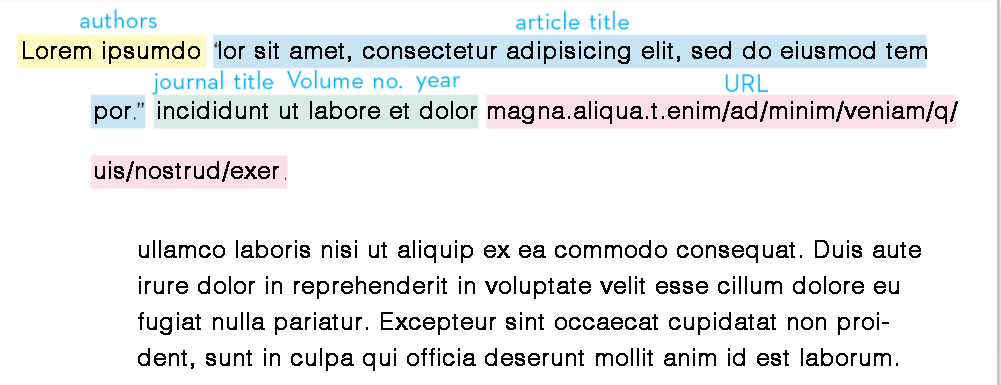 authors article title
Lorem ipsumdo “lor sit amet, consectetur adipisicing elit, sed do eiusmod tem
journal title Volume no. year URL
por.” incididunt ut labore et dolor magna.aliqua.t.enim/ad/minim/veniam/q/
uis/nostrud/exer.
ullamco laboris nisi ut aliquip ex ea commodo consequat. Duis aute
irure dolor in reprehenderit in voluptate velit esse cillum dolore eu
fugiat nulla pariatur. Excepteur sint occaecat cupidatat non proi-
dent, sunt in culpa qui officia deserunt mollit anim id est laborum.